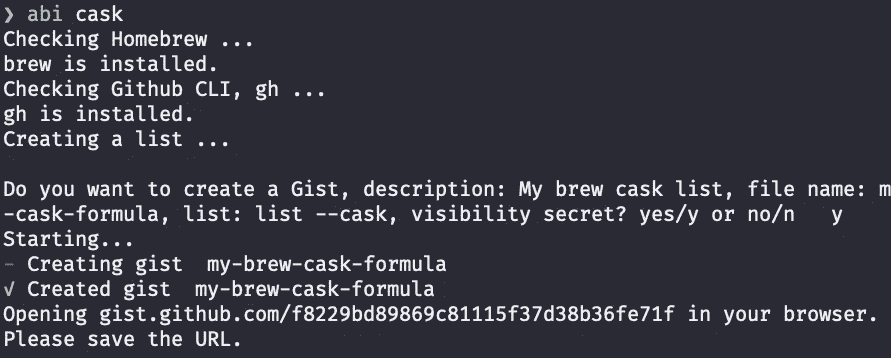 ❯ abi cask
Checking Homebrew ...
brew is installed.
Checking Github CLI, gh ...
gh is installed.
Creating a list ...
Do you want to create a Gist, description: My brew cask list, file name: m
-cask-formula, list: list --cask, visibility secret? yes/y or no/n   y
Starting...
- Creating gist  my-brew-cask-formula
✓ Created gist  my-brew-cask-formula
Opening gist.github.com/f8229bd89869c81115f37d38b36fe71f in your browser.
Please save the URL.